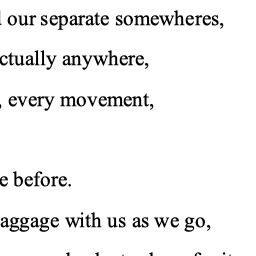 our separate somewheres,
ctually anywhere,
, every movement,
e before.
aggage with us as we go,